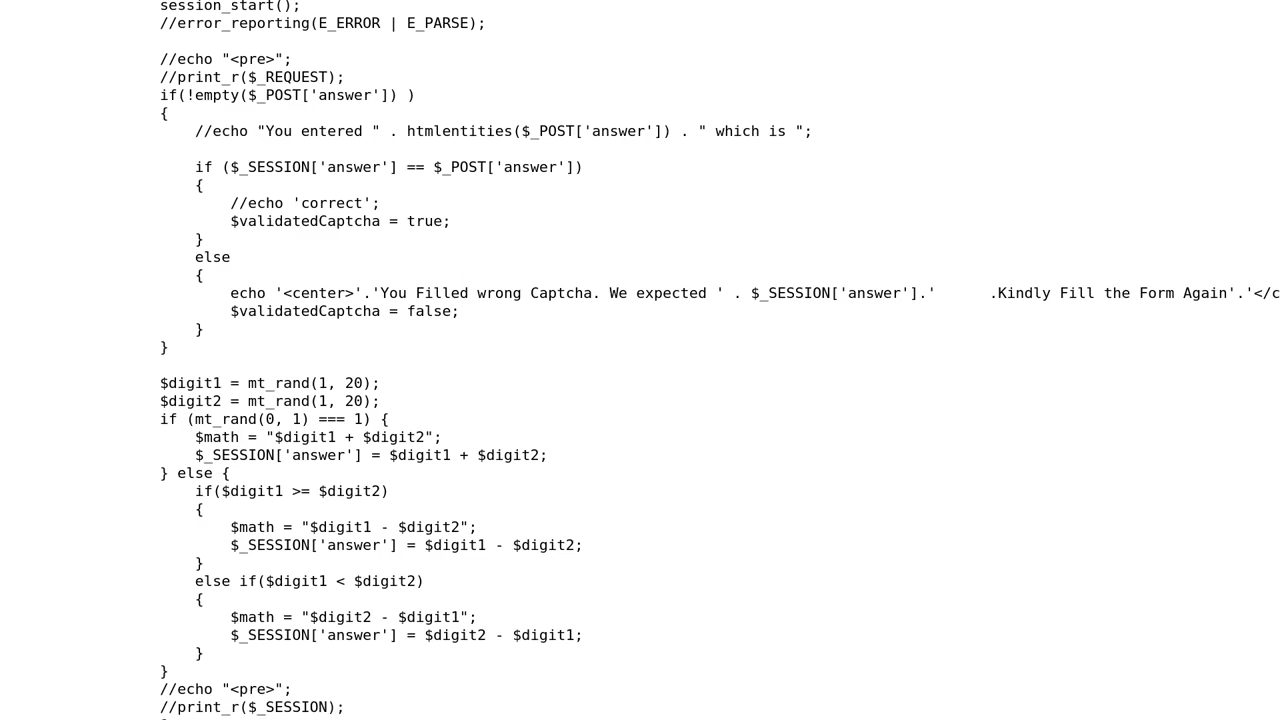 session_start();
//error_reporting(E_ERROR | E_PARSE);

//echo "<pre>";
//print_r($_REQUEST);
if(!empty($_POST['answer']) )
{
    //echo "You entered " . htmlentities($_POST['answer']) . " which is ";

    if ($_SESSION['answer'] == $_POST['answer'])
    {
        //echo 'correct';
        $validatedCaptcha = true;
    }
    else
    {
        echo '<center>'.'You Filled wrong Captcha. We expected ' . $_SESSION['answer'].'      .Kindly Fill the Form Again'.'</c
        $validatedCaptcha = false;
    }
}

$digit1 = mt_rand(1, 20);
$digit2 = mt_rand(1, 20);
if (mt_rand(0, 1) === 1) {
    $math = "$digit1 + $digit2";
    $_SESSION['answer'] = $digit1 + $digit2;
} else {
    if($digit1 >= $digit2)
    {
        $math = "$digit1 - $digit2";
        $_SESSION['answer'] = $digit1 - $digit2;
    }
    else if($digit1 < $digit2)
    {
        $math = "$digit2 - $digit1";
        $_SESSION['answer'] = $digit2 - $digit1;
    }
}
//echo "<pre>";
//print_r($_SESSION);